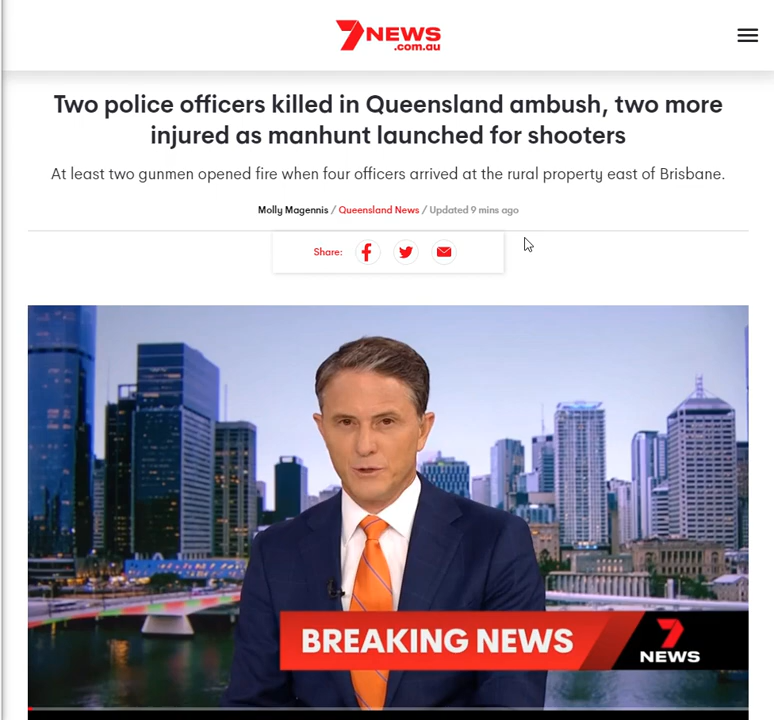 7NEWS
.com.au
Two police officers killed in Queensland ambush, two more
injured as manhunt launched for shooters
At least two gunmen opened fire when four officers arrived at the rural property east of Brisbane.
Molly Magennis / Queensland News / Updated 9 mins ago
Share:
BREAKING NEWS
7
NEWS